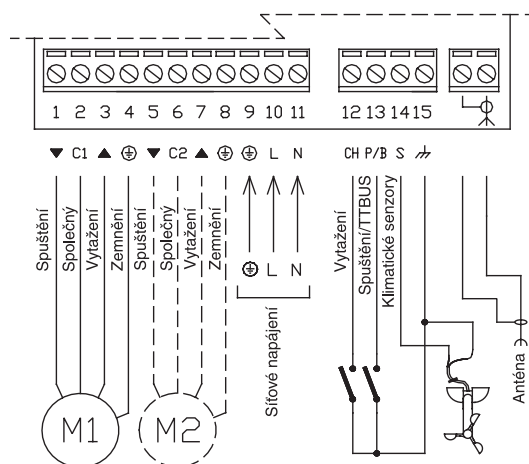 1 2 3 4 5 6 7 8 9 10 11 12 13 14 15
C1 C2 L N CH P/B S
Spuštění
Společný
Vytažení
Zemnění
Spuštění
Společný
Vytažení
Zemnění
L N
Síťové napájení
Vytažení
Spuštění/TTBUS
Klimatické senzory
Anténa
M1 M2